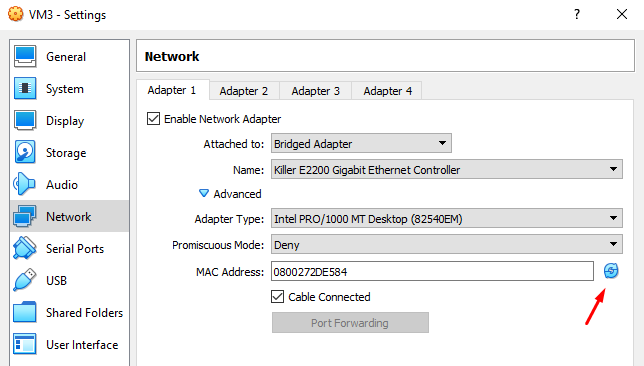 VM3 - Settings
?
General
System
Display
Storage
Audio
Network
Serial Ports
USB
Shared Folders
User Interface
Network
Adapter 1 Adapter 2 Adapter 3 Adapter 4
Enable Network Adapter
Attached to: Bridged Adapter
Name: Killer E2200 Gigabit Ethernet Controller
Advanced
Adapter Type: Intel PRO/1000 MT Desktop (82540EM)
Promiscuous Mode: Deny
MAC Address: 0800272DE584
Cable Connected
Port Forwarding